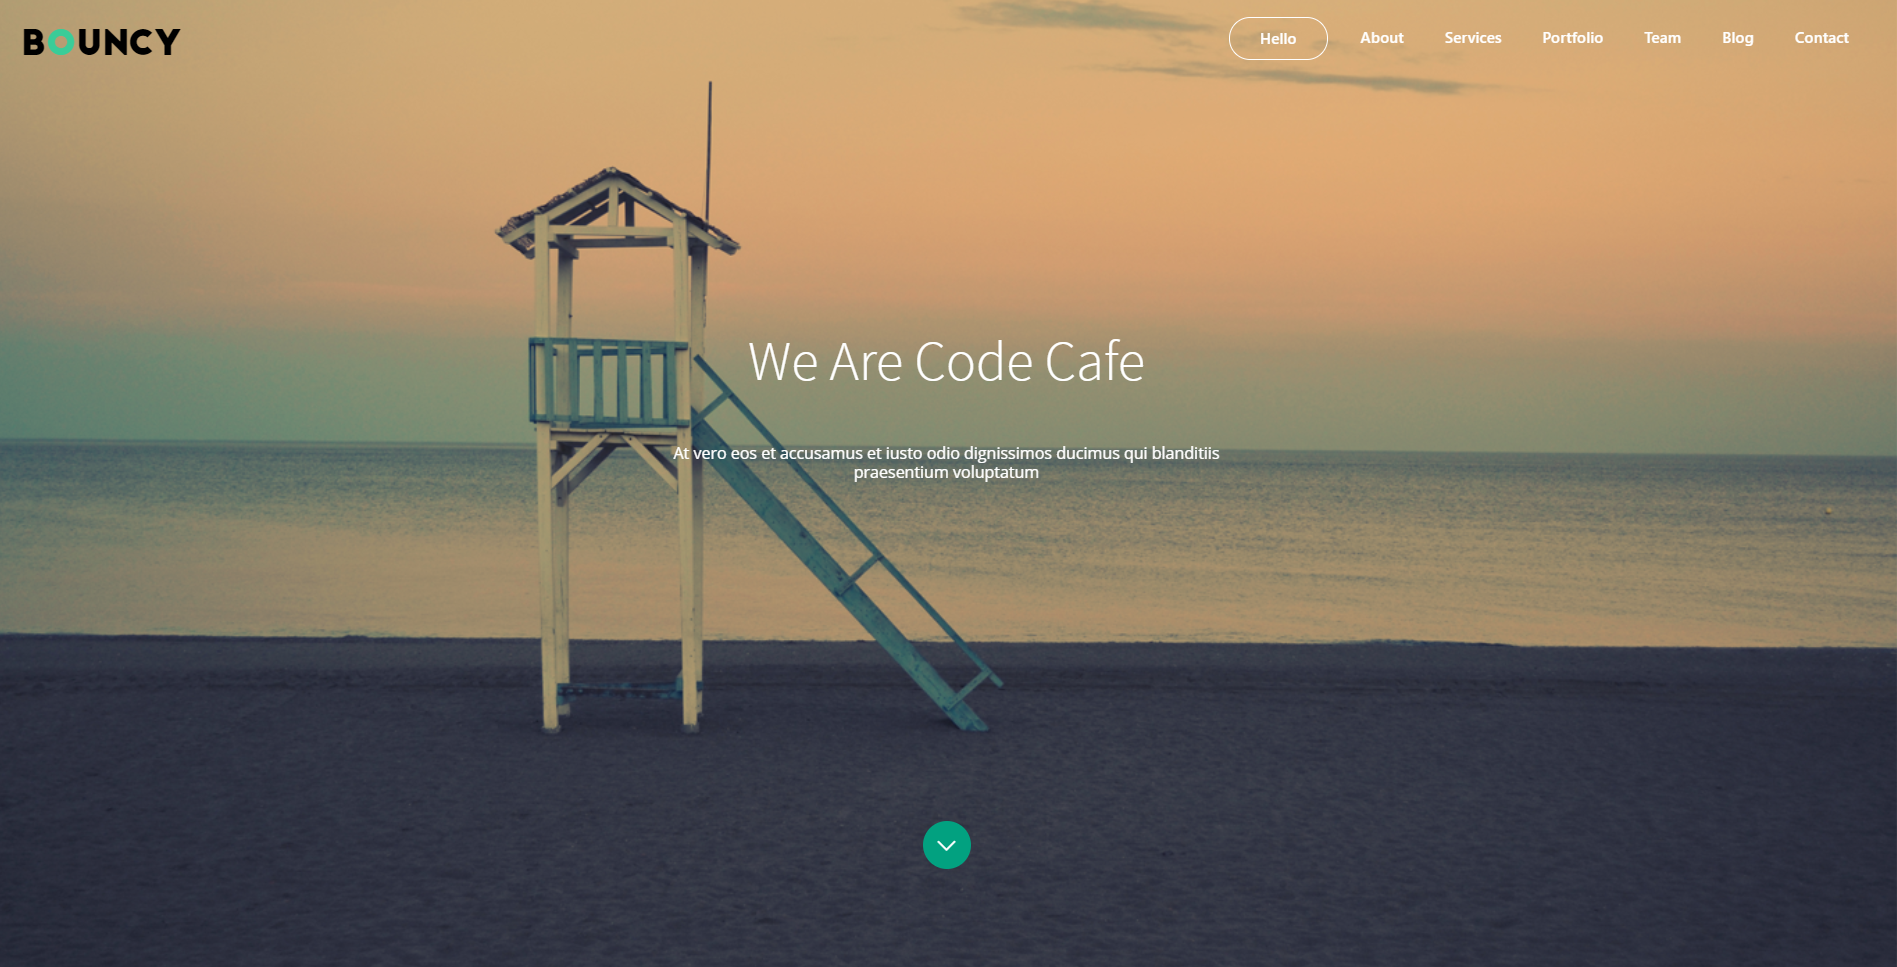 BOUNCY
Hello About Services Portfolio Team Blog Contact
We Are Code Cafe
At vero eos et accusamus et iusto odio dignissimos ducimus qui blanditiis
praesentium voluptatum